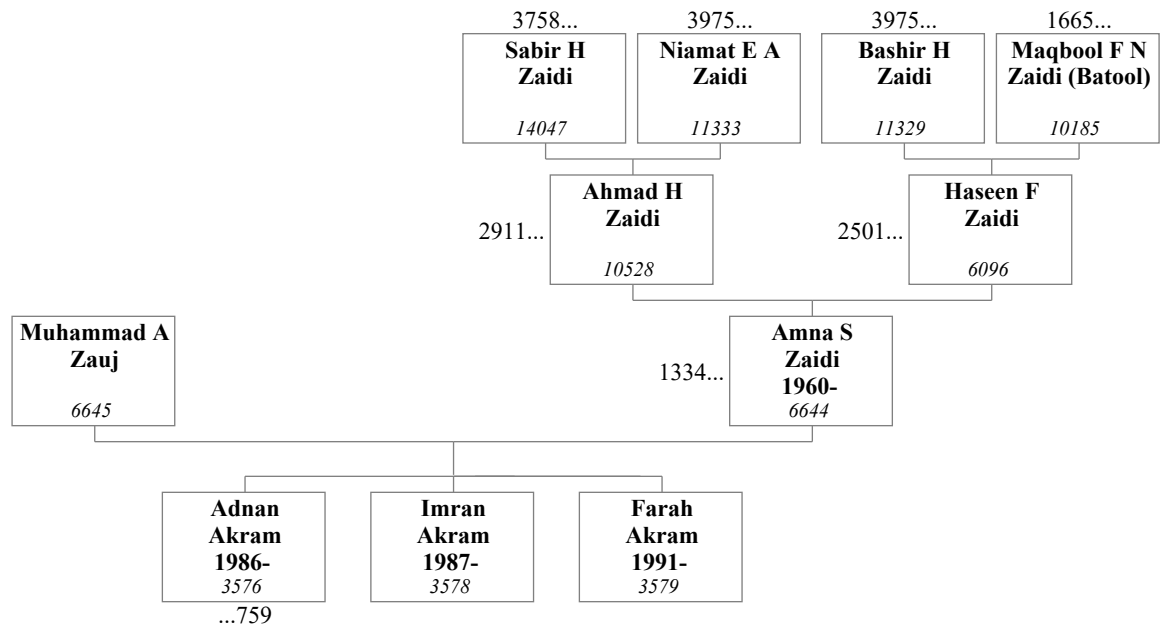 3758...
3975...
3975...
1665...
Sabir H
Zaidi
14047
Niamat E A
Zaidi
11333
Bashir H
Zaidi
11329
Maqbool F N
Zaidi (Batool)
10185
2911...
Ahmad H
Zaidi
10528
2501...
Haseen F
Zaidi
6096
Muhammad A
Zauj
6645
1334...
Amna S
Zaidi
1960-
6644
Adnan
Akram
1986-
3576
Imran
Akram
1987-
3578
Farah
Akram
1991-
3579
...759